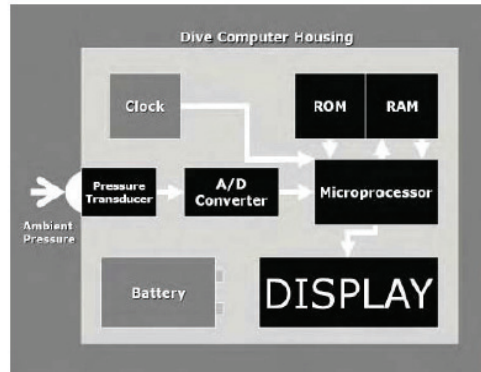 Dive Computer Housing
Clock
ROM
RAM
Pressure
Transducer
A/D
Converter
Microprocessor
Ambient
Pressure
Battery
DISPLAY